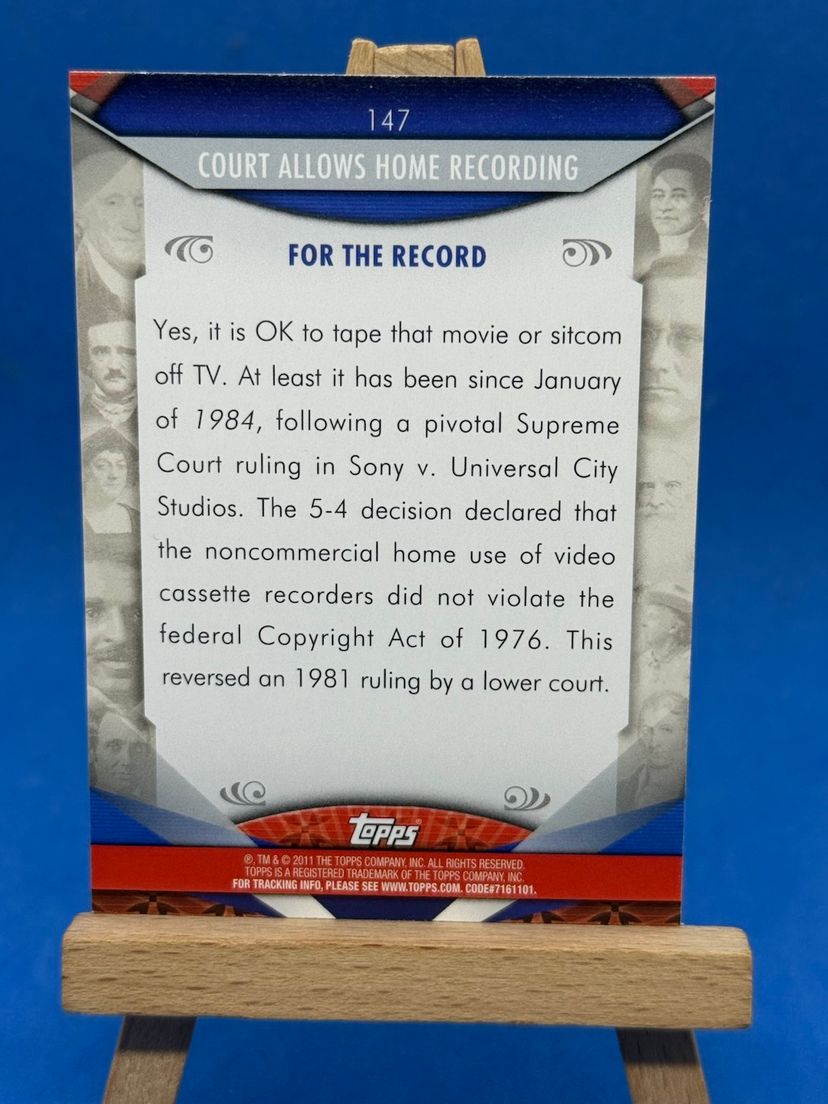 147
COURT ALLOWS HOME RECORDING
FOR THE RECORD
Yes, it is OK to tape that movie or sitcom
off TV. At least it has been since January
of 1984, following a pivotal Supreme
Court ruling in Sony v. Universal City
Studios. The 5-4 decision declared that
the noncommercial home use of video
cassette recorders did not violate the
federal Copyright Act of 1976. This
reversed an 1981 ruling by a lower court.
Topps®
®, TM & © 2011 THE TOPPS COMPANY, INC. ALL RIGHTS RESERVED.
TOPPS IS A REGISTERED TRADEMARK OF THE TOPPS COMPANY, INC.
FOR TRACKING INFO, PLEASE SEE WWW.TOPPS.COM. CODE#7161101.